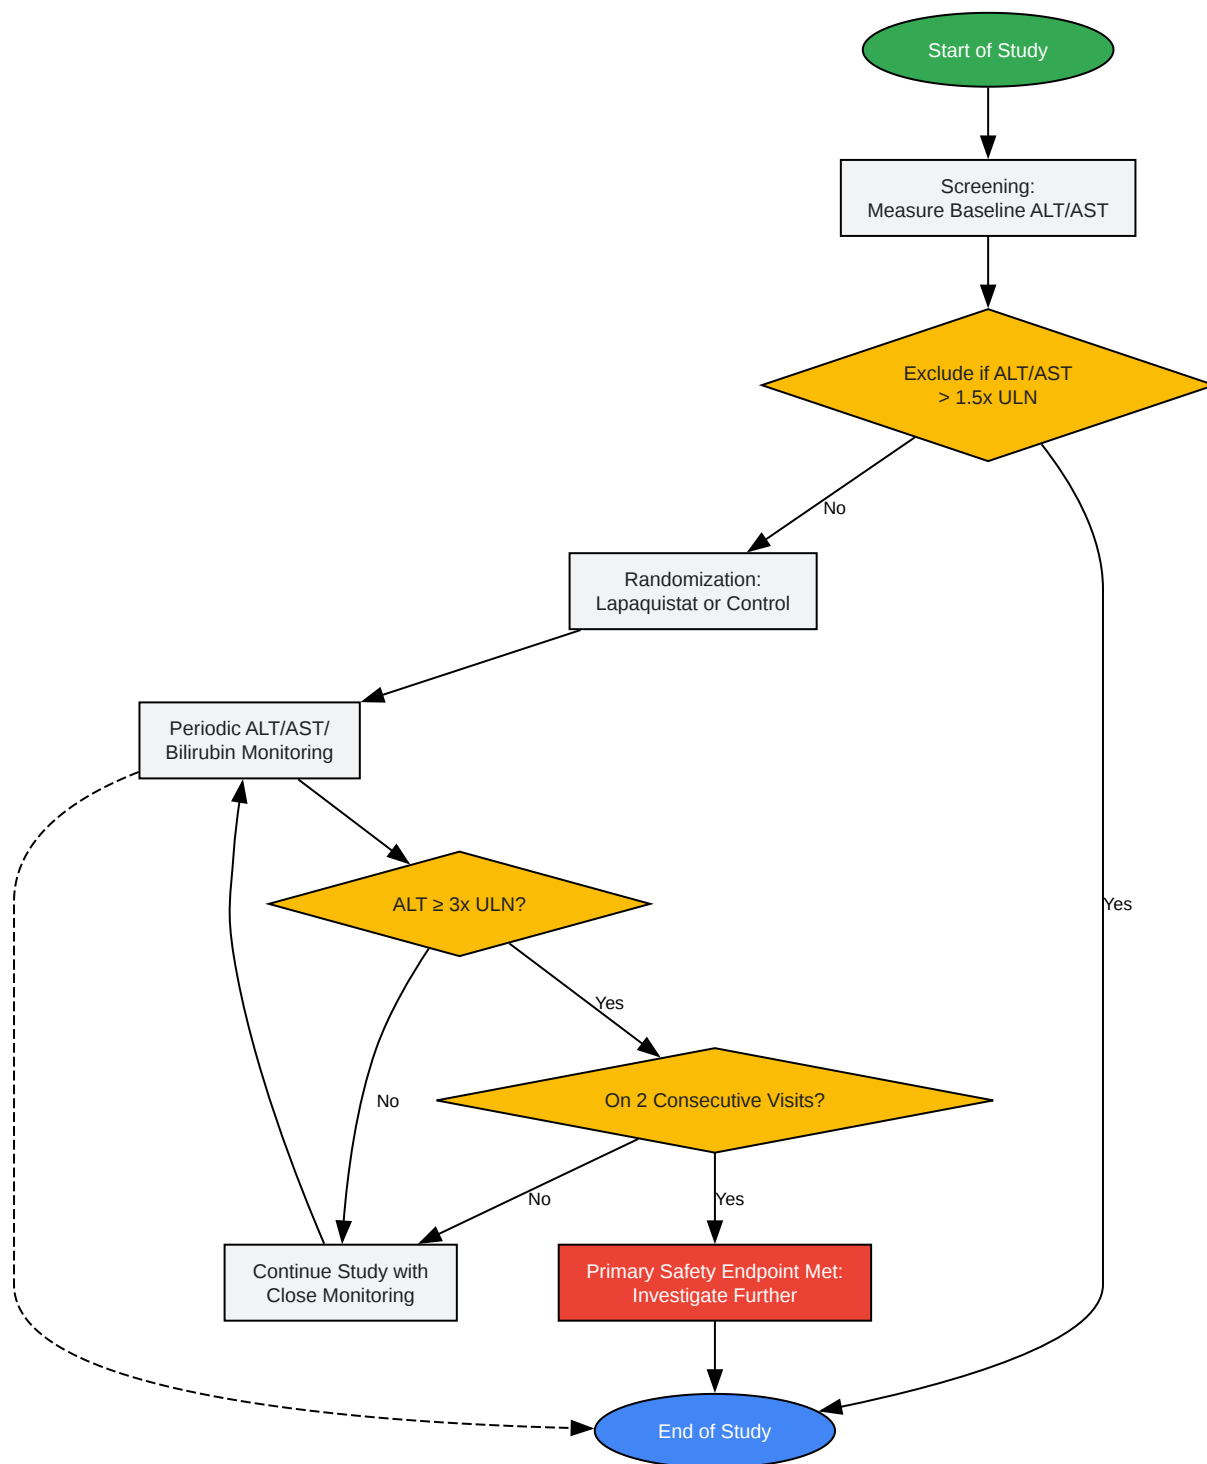 Start of Study
Screening:
Measure Baseline ALT/AST
Exclude if ALT/AST
> 1.5x ULN
No
Randomization:
Lapaquistat or Control
Periodic ALT/AST/
Bilirubin Monitoring
ALT ≥ 3x ULN?
Yes
Yes
No
On 2 Consecutive Visits?
No
Yes
Continue Study with
Close Monitoring
Primary Safety Endpoint Met:
Investigate Further
End of Study